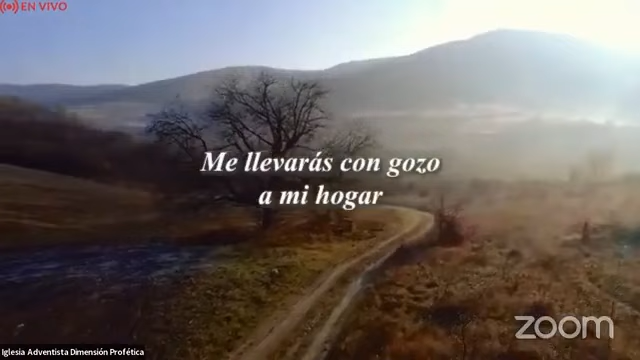 EN VIVO
Me llevarás con gozo
a mi hogar
zoom
Iglesia Adventista Dimensión Profética